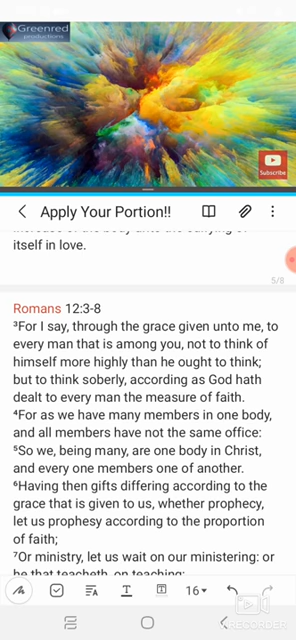 Greenred
productions
Subscribe
Apply Your Portion!!
itself in love.
5/8
Romans 12:3-8
³For I say, through the grace given unto me, to
every man that is among you, not to think of
himself more highly than he ought to think;
but to think soberly, according as God hath
dealt to every man the measure of faith.
⁴For as we have many members in one body,
and all members have not the same office:
⁵So we, being many, are one body in Christ,
and every one members one of another.
⁶Having then gifts differing according to the
grace that is given to us, whether prophecy,
let us prophesy according to the proportion
of faith;
⁷Or ministry, let us wait on our ministering: or
he that teacheth, on teaching;
16
RECORDER